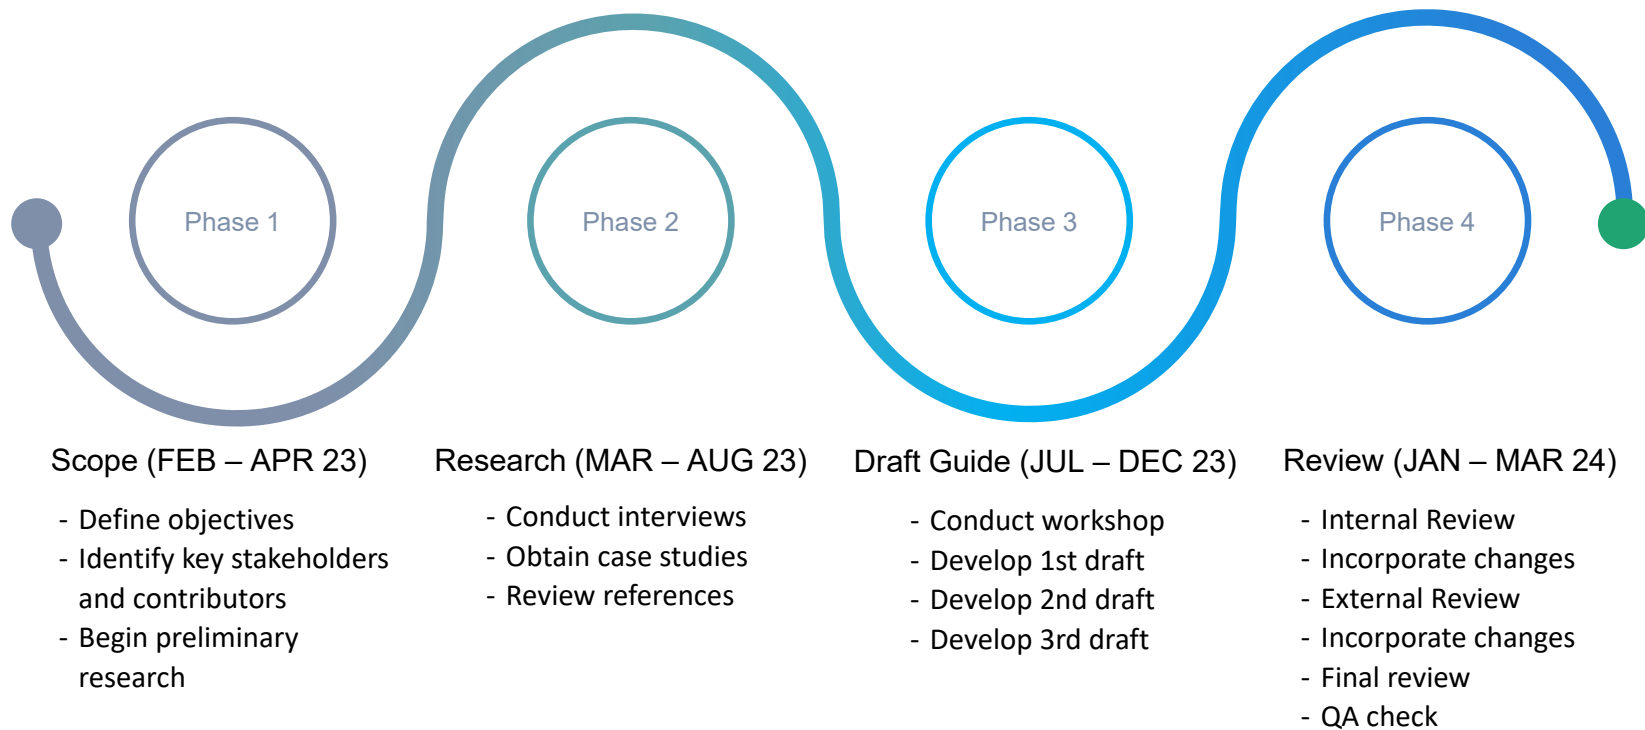 Phase 1
Phase 2
Phase 3
Phase 4
Scope (FEB – APR 23)
- Define objectives
- Identify key stakeholders
and contributors
- Begin preliminary
research
Research (MAR – AUG 23)
- Conduct interviews
- Obtain case studies
- Review references
Draft Guide (JUL – DEC 23)
- Conduct workshop
- Develop 1st draft
- Develop 2nd draft
- Develop 3rd draft
Review (JAN – MAR 24)
- Internal Review
- Incorporate changes
- External Review
- Incorporate changes
- Final review
- QA check